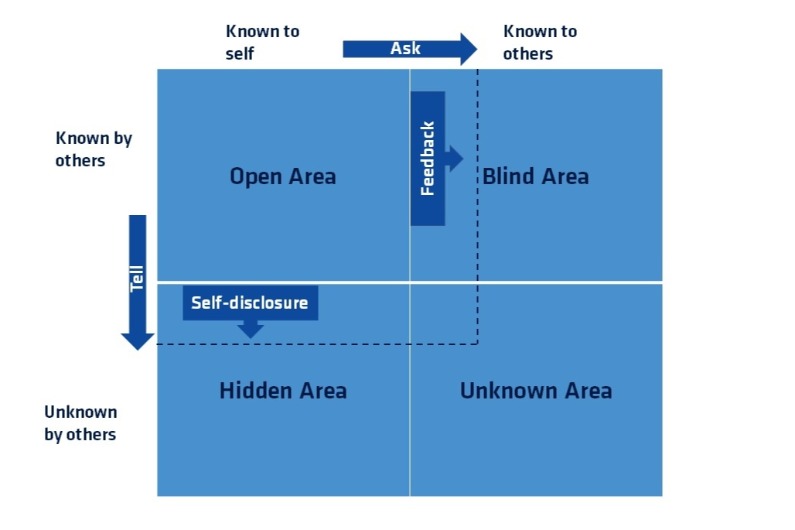 Known to
self
Ask
Known to
others
Known by
others
Open Area
Feedback
Blind Area
Tell
Self-disclosure
Hidden Area
Unknown Area
Unknown
by others